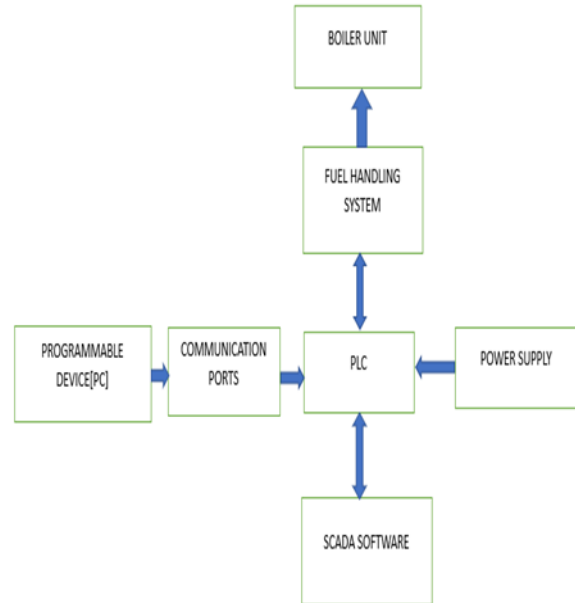 BOILER UNIT
FUEL HANDLING
SYSTEM
PROGRAMMABLE
DEVICE[PC]
COMMUNICATION
PORTS
PLC
POWER SUPPLY
SCADA SOFTWARE